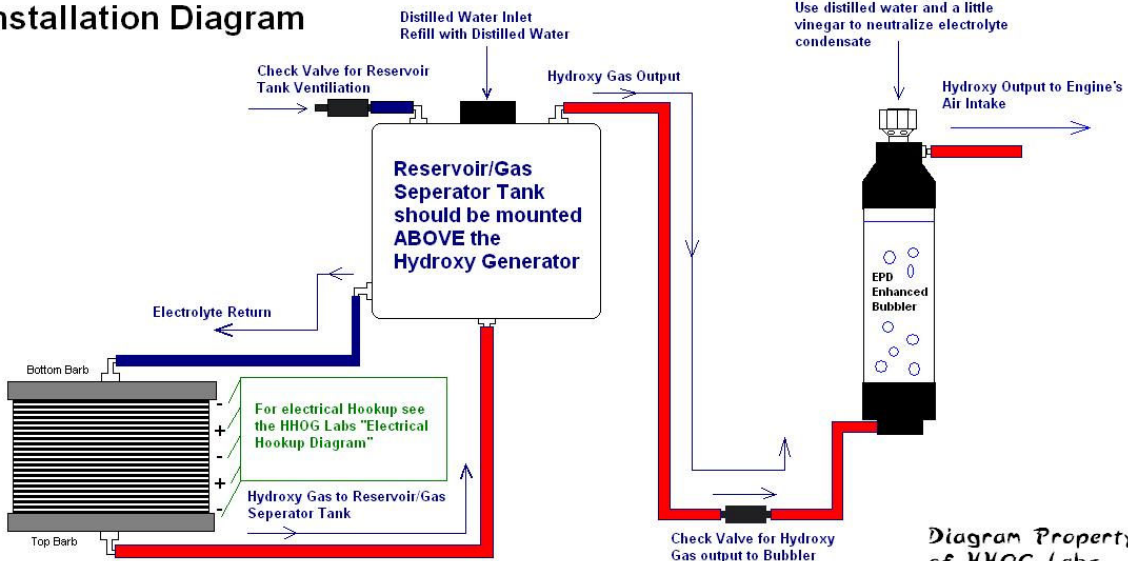 nstallation Diagram
Distilled Water Inlet
Refill with Distilled Water
Use distilled water and a little
vinegar to neutralize electrolyte
condensate
Check Valve for Reservoir
Tank Ventiliation
Hydroxy Gas Output
Hydroxy Output to Engine's
Air Intake
Reservoir/Gas
Seperator Tank
should be mounted
ABOVE the
Hydroxy Generator
EPD
Enhanced
Bubbler
Electrolyte Return
Bottom Barb
-
+
-
+
-
For electrical Hookup see
the HHOG Labs "Electrical
Hookup Diagram"
Hydroxy Gas to Reservoir/Gas
Seperator Tank
Top Barb
Check Valve for Hydroxy
Gas output to Bubbler
Diagram Property
of HHOG Labs